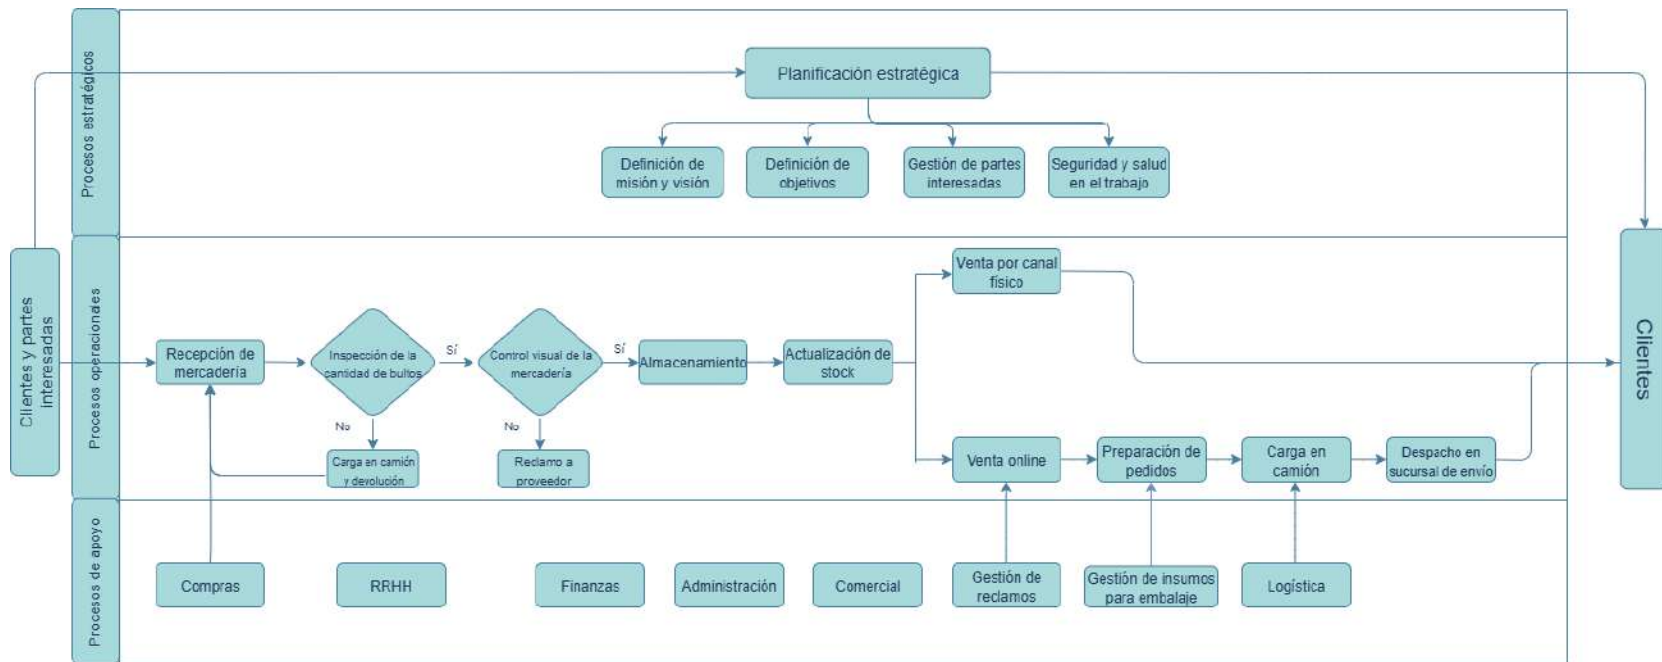 Procesos estratégicos
Planificación estratégica
Definición de
misión y visión
Definición de
objetivos
Gestión de partes
interesadas
Seguridad y salud
en el trabajo
Clientes y partes
interesadas
Procesos operacionales
Recepción de
mercadería
Inspección de la
cantidad de bultos
Sí
No
Carga en camión
y devolución
Control visual de la
mercadería
Sí
No
Reclamo a
proveedor
Almacenamiento
Actualización de
stock
Venta por canal
físico
Venta online
Preparación de
pedidos
Carga en
camión
Despacho en
sucursal de envío
Clientes
Procesos de apoyo
Compras
RRHH
Finanzas
Administración
Comercial
Gestión de
reclamos
Gestión de insumos
para embalaje
Logística